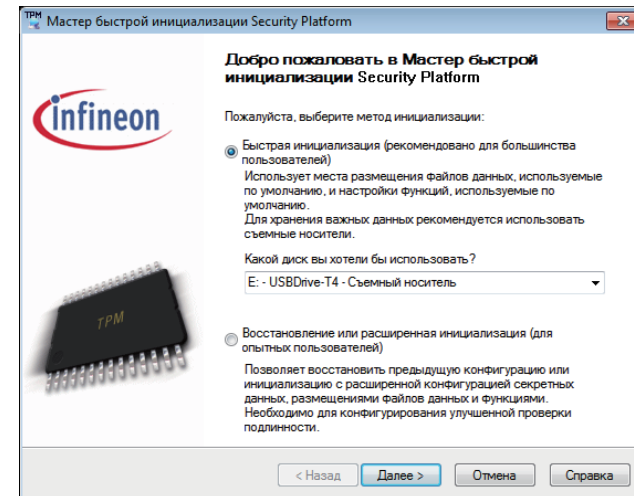 TPM
Мастер быстрой инициализации Security Platform
Добро пожаловать в Мастер быстрой
инициализации Security Platform
infineon
Пожалуйста, выберите метод инициализации:
Быстрая инициализация (рекомендовано для большинства
пользователей)
Использует места размещения файлов данных, используемые
по умолчанию, и настройки функций, используемые по
умолчанию.
Для хранения важных данных рекомендуется использовать
съемные носители.
Какой диск вы хотели бы использовать?
E: - USBDrive-T4 - Съемный носитель
TPM
Восстановление или расширенная инициализация (для
опытных пользователей)
Позволяет восстановить предыдущую конфигурацию или
инициализацию с расширенной конфигурацией секретных
данных, размещениями файлов данных и функциями.
Необходимо для конфигурирования улучшенной проверки
подлинности.
< Назад
Далее >
Отмена
Справка